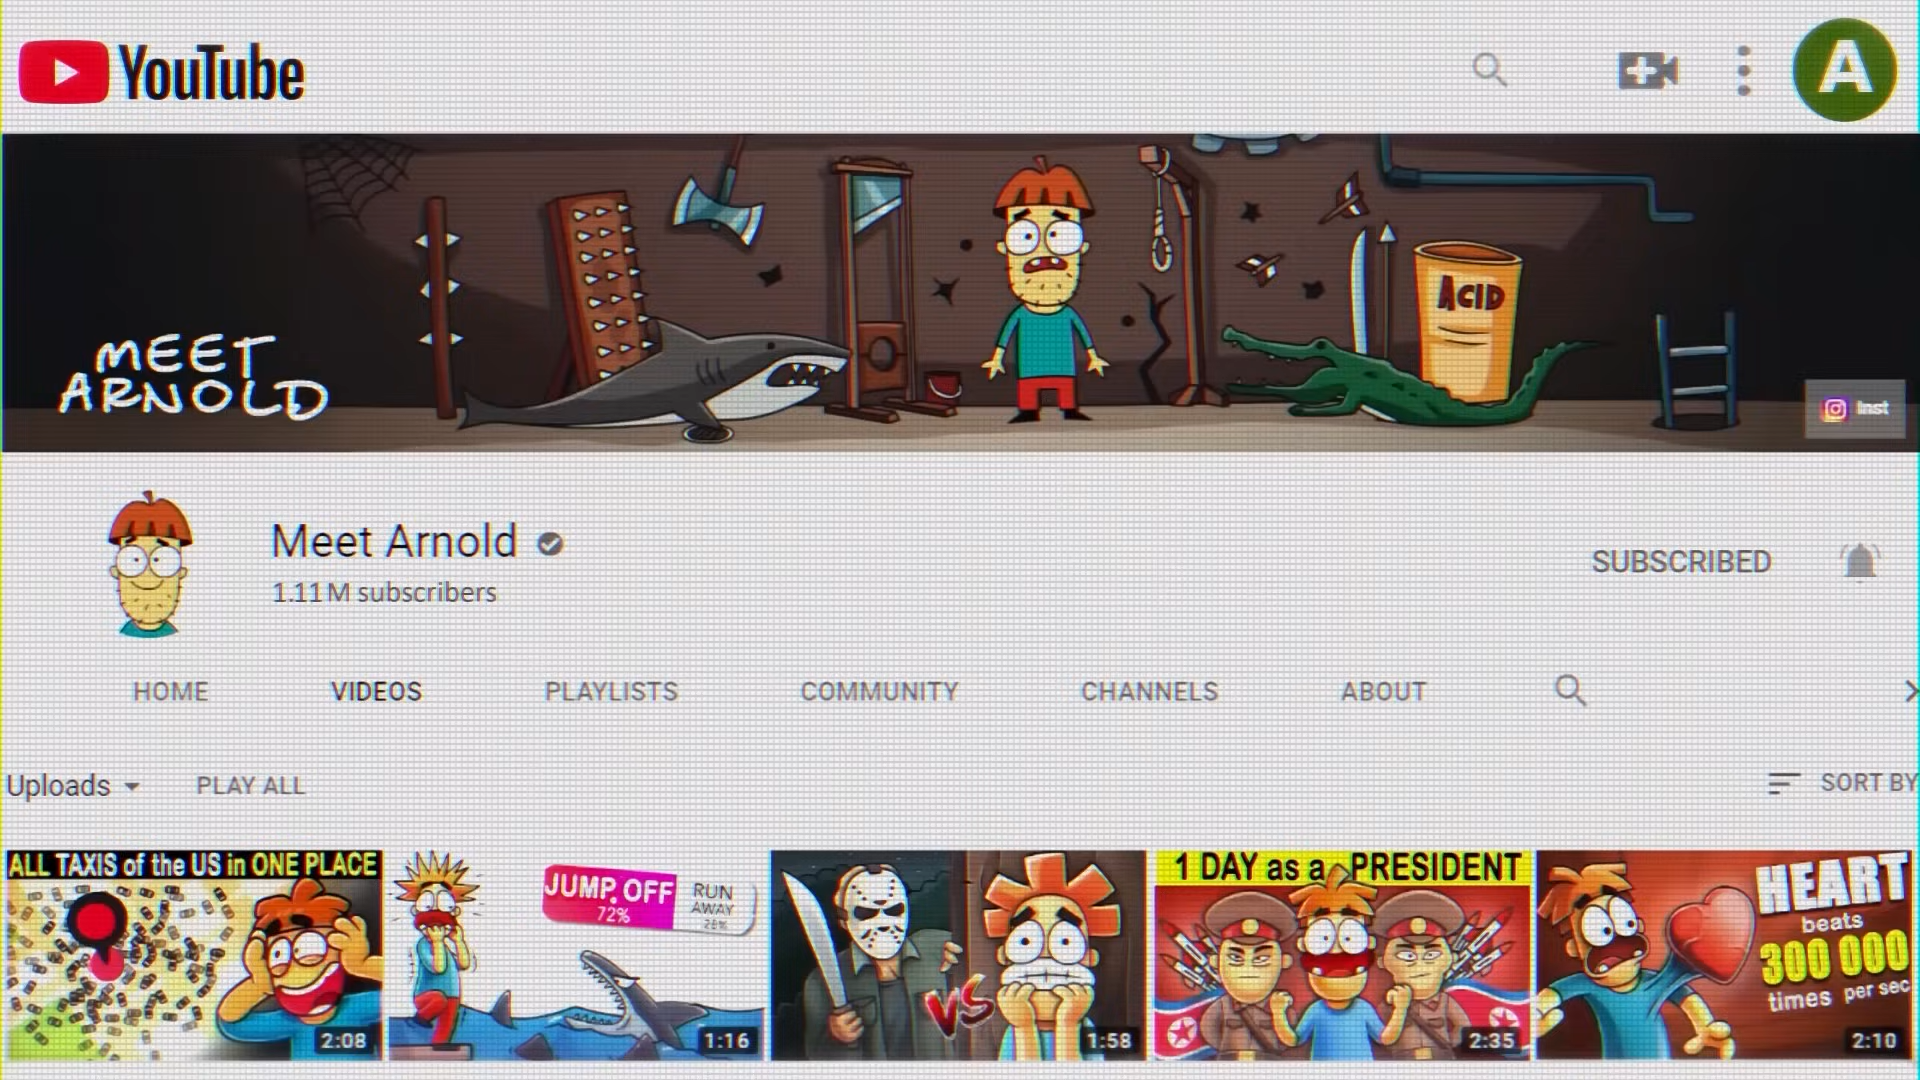 YouTube
A
ACID
MEET
ARNOLD
Inst
Meet Arnold
1.11 M subscribers
SUBSCRIBED
HOME VIDEOS PLAYLISTS COMMUNITY CHANNELS ABOUT
Uploads PLAY ALL SORT BY
ALL TAXIS of the US in ONE PLACE
2:08
JUMP OFF
72%
RUN
AWAY
28%
1:16
VS
1:58
1 DAY as a PRESIDENT
2:35
HEART
beats
300 000
times per sec
2:10